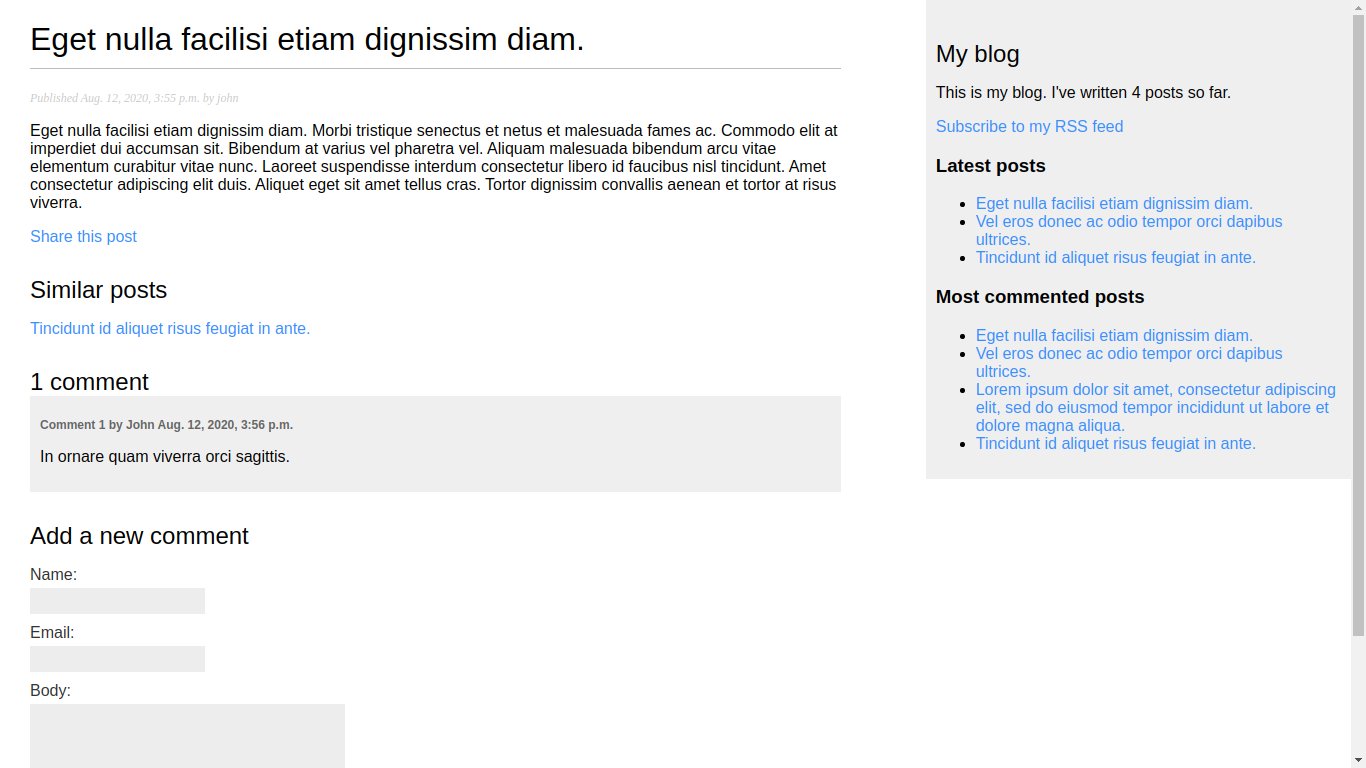 Eget nulla facilisi etiam dignissim diam.
Published Aug. 12, 2020, 3:55 p.m. by john
Eget nulla facilisi etiam dignissim diam. Morbi tristique senectus et netus et malesuada fames ac. Commodo elit at
imperdiet dui accumsan sit. Bibendum at varius vel pharetra vel. Aliquam malesuada bibendum arcu vitae
elementum curabitur vitae nunc. Laoreet suspendisse interdum consectetur libero id faucibus nisl tincidunt. Amet
consectetur adipiscing elit duis. Aliquet eget sit amet tellus cras. Tortor dignissim convallis aenean et tortor at risus
viverra.
Share this post
Similar posts
Tincidunt id aliquet risus feugiat in ante.
1 comment
Comment 1 by John Aug. 12, 2020, 3:56 p.m.
In ornare quam viverra orci sagittis.
Add a new comment
Name:
Email:
Body:
My blog
This is my blog. I've written 4 posts so far.
Subscribe to my RSS feed
Latest posts
Eget nulla facilisi etiam dignissim diam.
Vel eros donec ac odio tempor orci dapibus
ultrices.
Tincidunt id aliquet risus feugiat in ante.
Most commented posts
Eget nulla facilisi etiam dignissim diam.
Vel eros donec ac odio tempor orci dapibus
ultrices.
Lorem ipsum dolor sit amet, consectetur adipiscing
elit, sed do eiusmod tempor incididunt ut labore et
dolore magna aliqua.
Tincidunt id aliquet risus feugiat in ante.